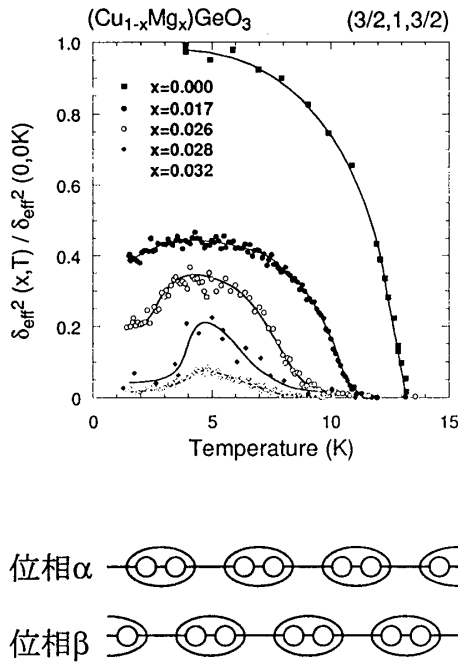 (Cu1-xMgx)GeO3 (3/2,1,3/2)
1.0
0.8
0.6
0.4
0.2
0
x=0.000
x=0.017
x=0.026
x=0.028
x=0.032
δeff² (x,T) / δeff² (0,0K)
0 5 10 15
Temperature (K)
位相α
位相β